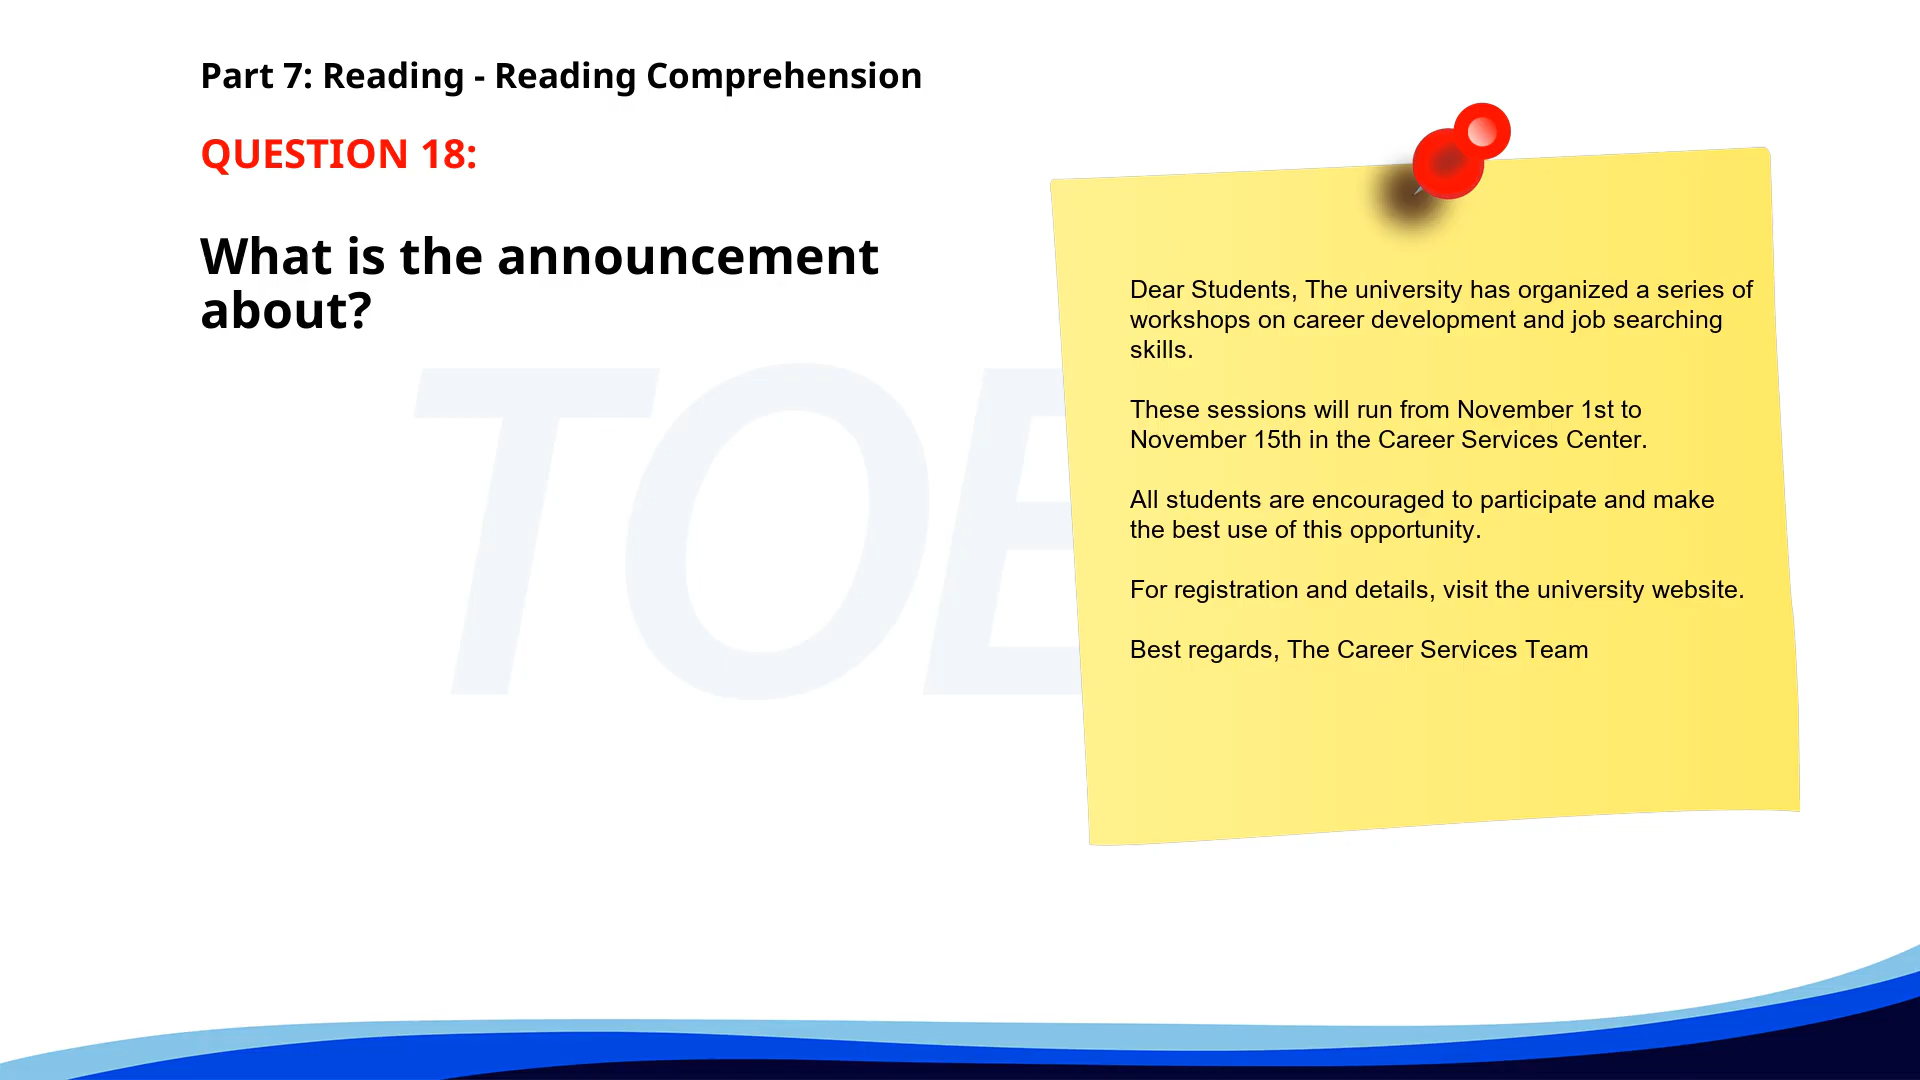 Part 7: Reading - Reading Comprehension
QUESTION 18:
What is the announcement
about?
Dear Students, The university has organized a series of
workshops on career development and job searching
skills.
These sessions will run from November 1st to
November 15th in the Career Services Center.
All students are encouraged to participate and make
the best use of this opportunity.
For registration and details, visit the university website.
Best regards, The Career Services Team
TOE